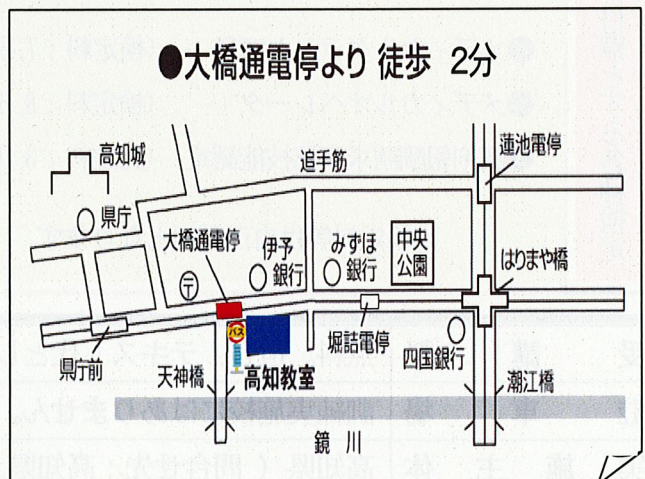 ●大橋通電停より 徒歩 2分
蓮池電停
高知城
追手筋
県庁
大橋通電停
伊予
銀行
みずほ
銀行
中央
公園
はりまや橋
〒
バス
堀詰電停
四国銀行
県庁前
天神橋
高知教室
潮江橋
鏡川